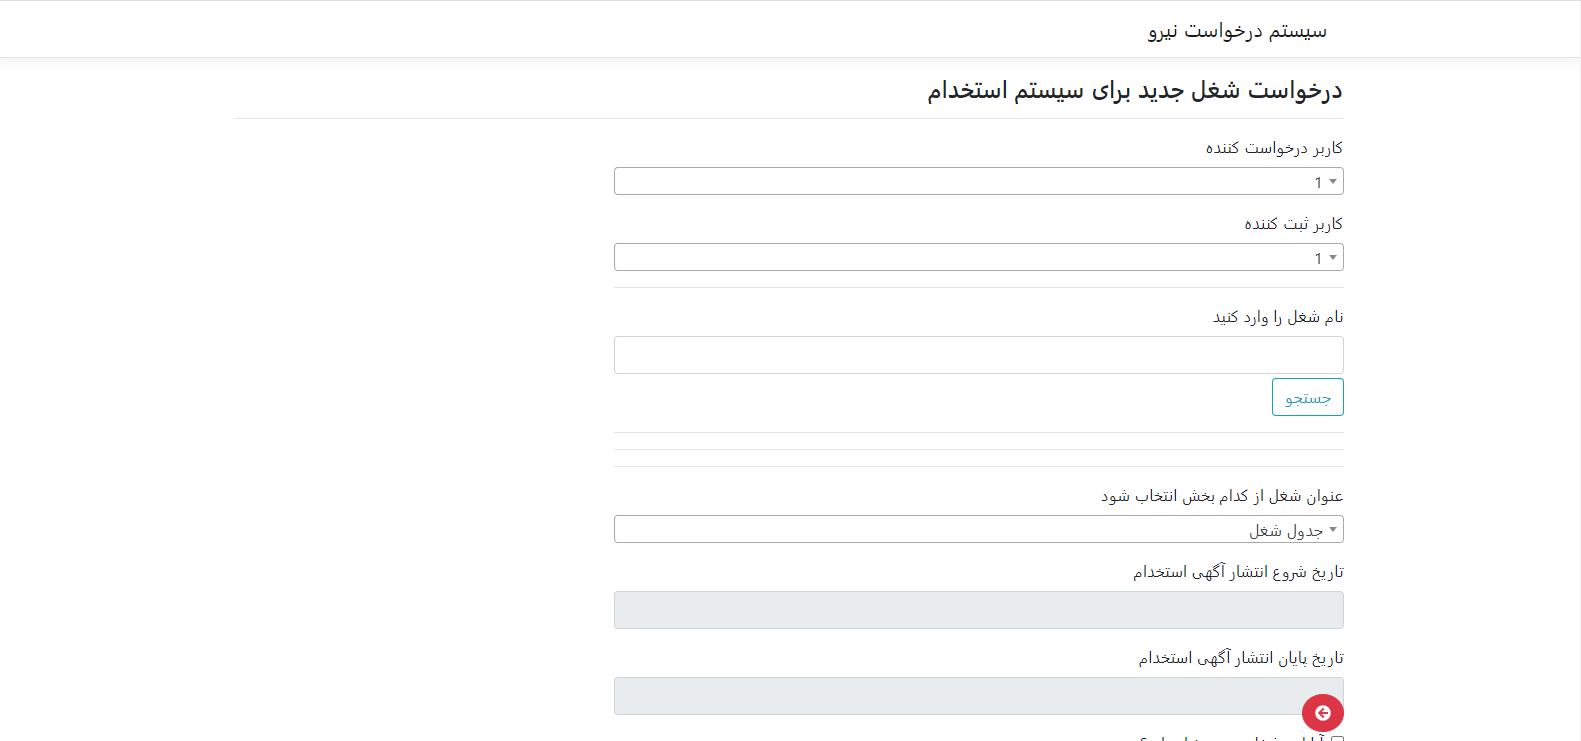 سیستم درخواست نیرو
درخواست شغل جدید برای سیستم استخدام
کاربر درخواست کننده
1
کاربر ثبت کننده
1
نام شغل را وارد کنید
جستجو
عنوان شغل از کدام بخش انتخاب شود
جدول شغل
تاریخ شروع انتشار آگهی استخدام
تاریخ پایان انتشار آگهی استخدام